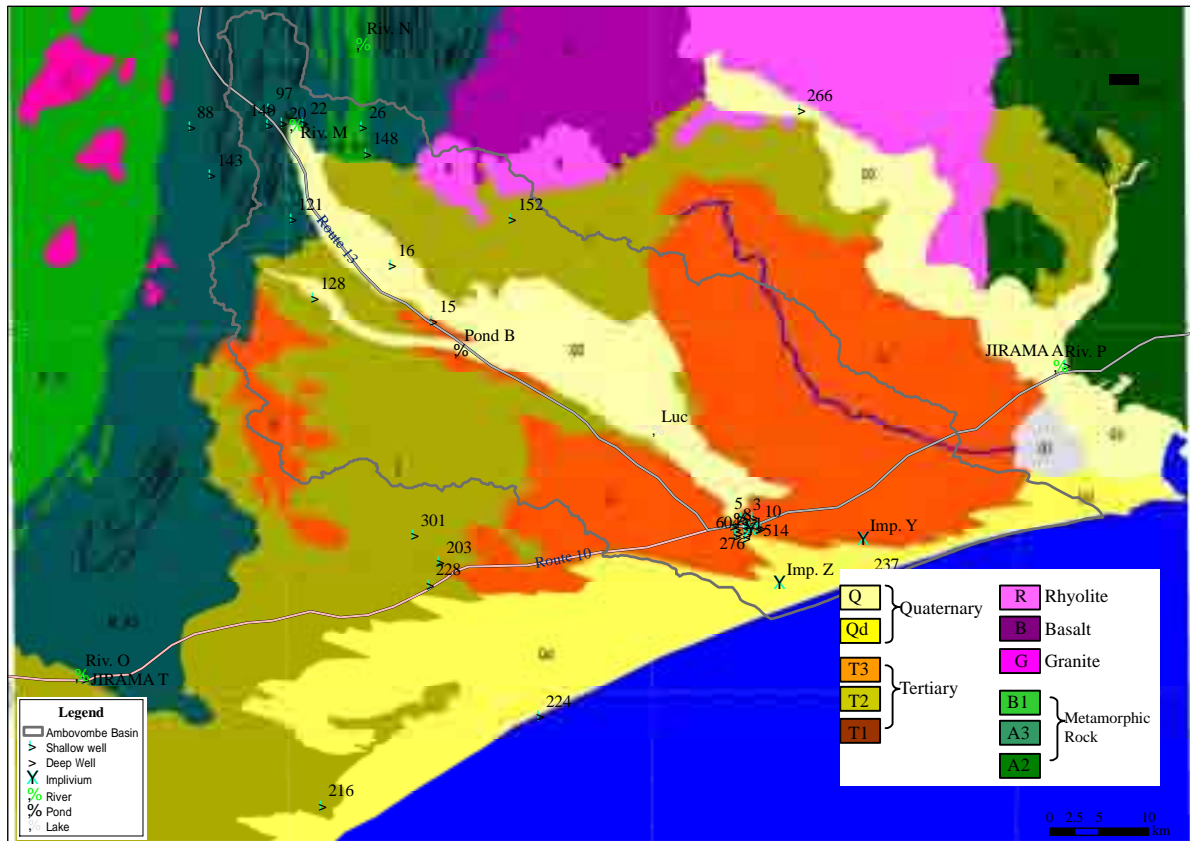 Riv. N
97
88
140
20
22
26
266
Riv. M
148
143
121
152
Route 13
16
128
15
Pond B
JIRAMA A
Riv. P
Luc
5
3
10
514
276
301
203
228
Route 10
Imp. Y
Imp. Z
237
Riv. O
JIRAMA T
224
216
Legend
Ambovombe Basin
Shallow well
Deep Well
Implivium
River
Pond
Lake
Q
Qd
Quaternary
T3
T2
T1
Tertiary
R Rhyolite
B Basalt
G Granite
B1
A3
A2
Metamorphic
Rock
0 2.5 5 10
km